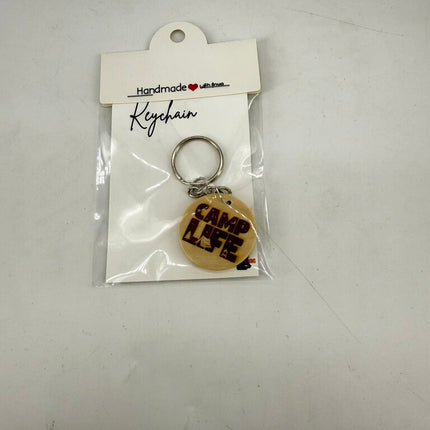 Handmade ❤ with love
Keychain
CAMP
LIFE